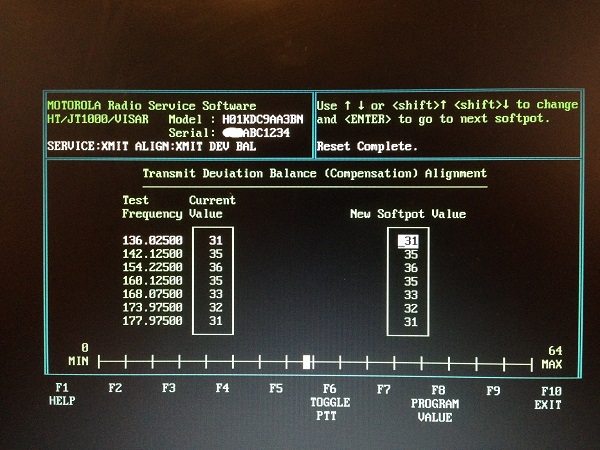 MOTOROLA Radio Service Software
HT/JT1000/VISAR Model : H01KDC9AA3BN
Serial: ABC1234
SERVICE:XMIT ALIGN:XMIT DEV BAL
Use ↑ ↓ or <shift>↑ <shift>↓ to change
and <ENTER> to go to next softpot.
Reset Complete.
Transmit Deviation Balance (Compensation) Alignment
Test Current
Frequency Value New Softpot Value
136.02500 31 31
142.12500 35 35
154.22500 36 36
160.12500 35 35
168.07500 33 33
173.97500 32 32
177.97500 31 31
0 64
MIN MAX
F1 F2 F3 F4 F5 F6 F7 F8 F9 F10
HELP TOGGLE PROGRAM EXIT
PTT VALUE